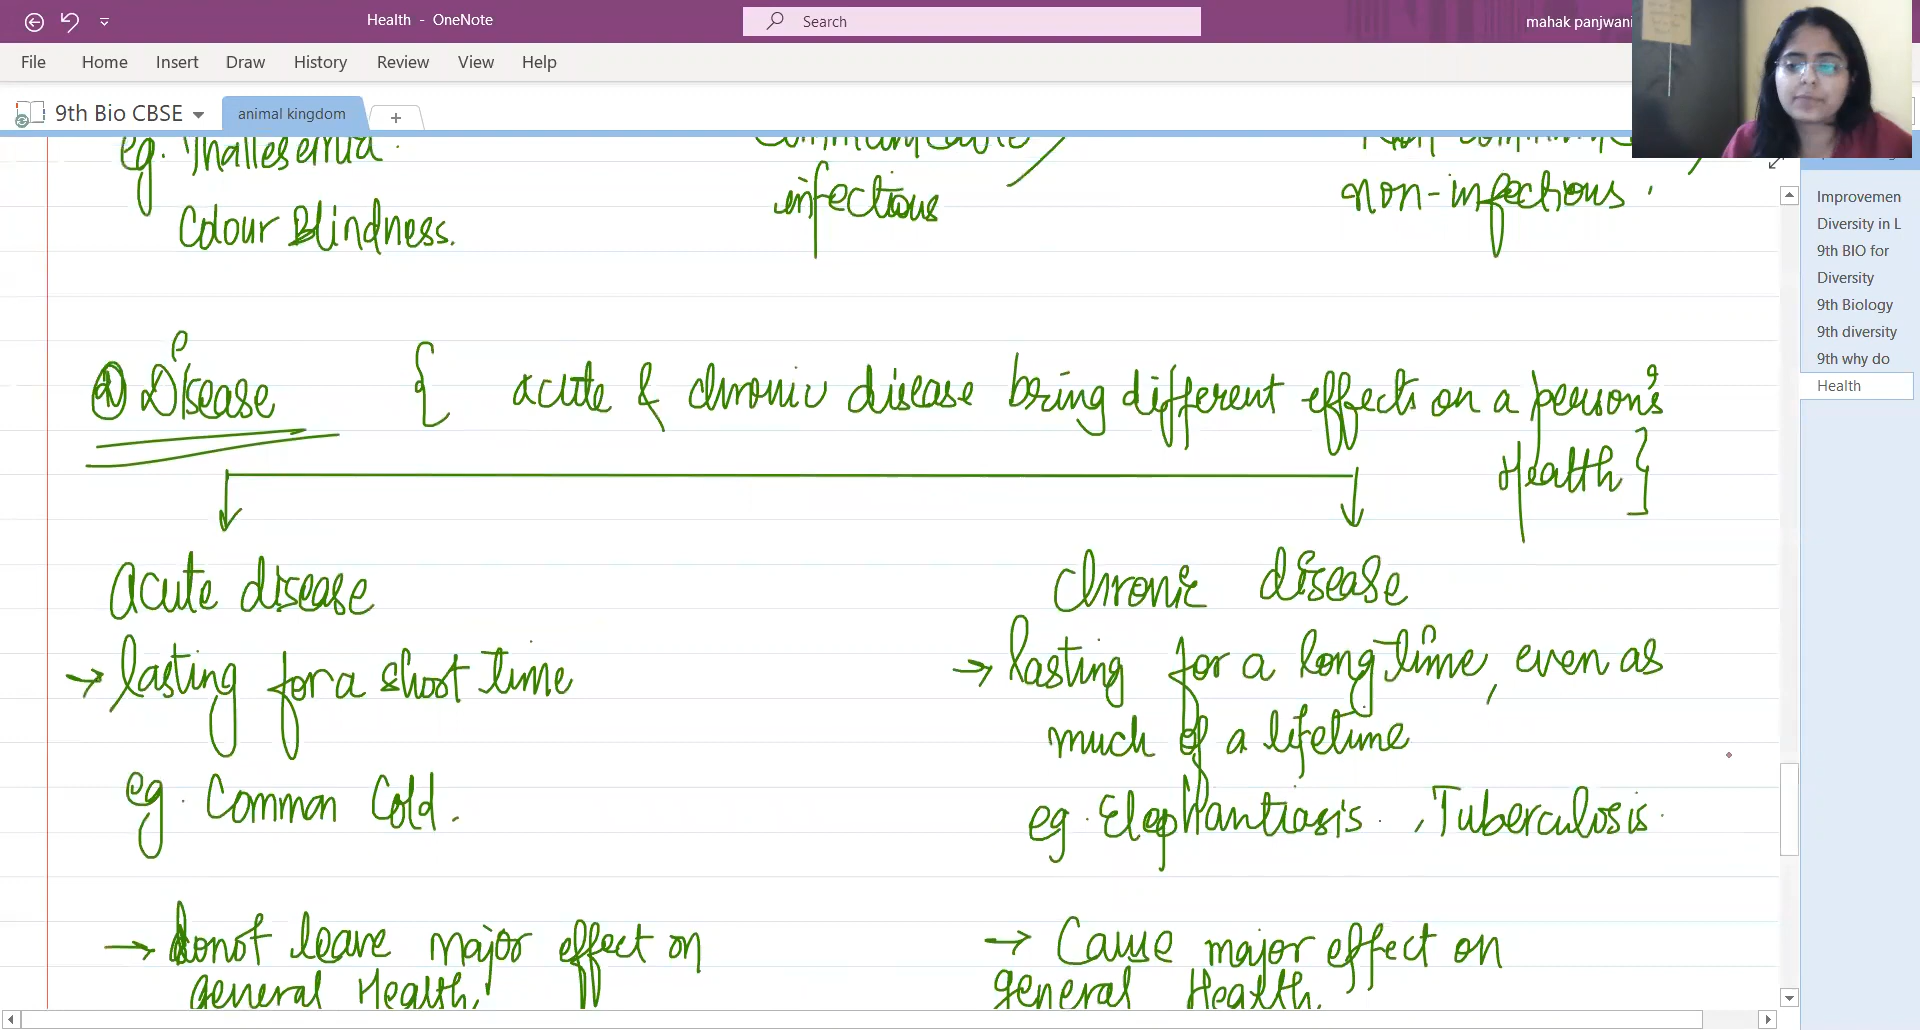 Health - OneNote
Search
mahak panjwani
File Home Insert Draw History Review View Help
9th Bio CBSE
animal kingdom
+
eg. Thallesemia.
Colour Blindness.
Communicable
infectious
non-infectious.
Disease { acute & chronic disease being different effects on a person's
Health }
acute disease
→ lasting for a short time
eg. Common Cold.
→ donot leave major effect on
general Health.
Chronic disease
→ lasting for a long time, even as
much of a lifetime
eg. Elephantiasis. , Tuberculosis.
→ Cause major effect on
general Health.
Improvemen
Diversity in L
9th BIO for
Diversity
9th Biology
9th diversity
9th why do
Health